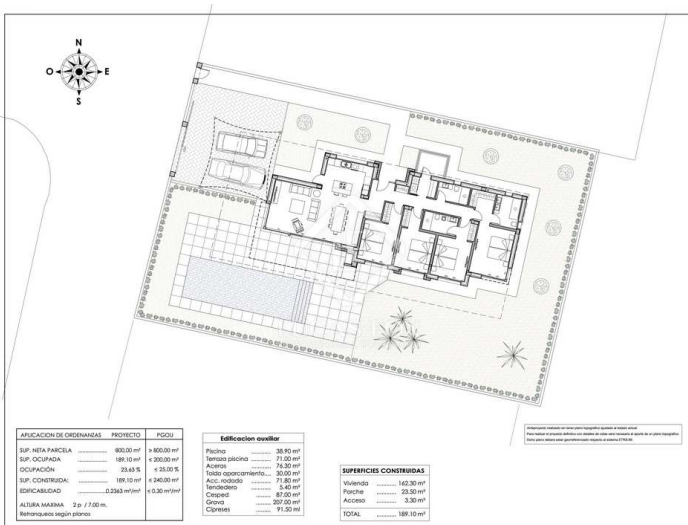 N
O
E
S
APLICACION DE ORDENANZAS PROYECTO PGOU
SUP. NETA PARCELA .............. 800,00 m² > 800,00 m²
SUP. OCUPADA .............. 189,10 m² ≤ 200,00 m²
OCUPACIÓN .............. 23,63 % ≤ 25,00 %
SUP. CONSTRUIDA: .............. 189,10 m² ≤ 240,00 m²
EDIFICABILIDAD ..............0,2363 m²/m² ≤ 0,30 m²/m²
ALTURA MAXIMA 2 p / 7,00 m.
Retranqueos según planos
Edificacion auxiliar
Piscina .............. 38,90 m²
Terraza piscina .............. 71,00 m²
Aceras .............. 76,30 m²
Toldo aparcamiento.... 30,00 m²
Acc. rodado .............. 71,80 m²
Tendedero .............. 5,40 m²
Cesped .............. 87,00 m²
Grava .............. 207,00 m²
Cipreses .............. 91,50 ml
SUPERFICIES CONSTRUIDAS
Vivienda .............. 162,30 m²
Porche .............. 23,50 m²
Acceso .............. 3,30 m²
TOTAL .............. 189,10 m²